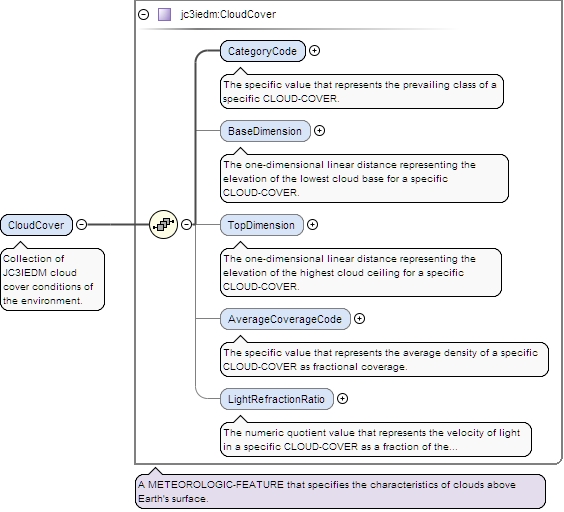 jc3iedm:CloudCover
CategoryCode
The specific value that represents the prevailing class of a
specific CLOUD-COVER.
BaseDimension
The one-dimensional linear distance representing the
elevation of the lowest cloud base for a specific
CLOUD-COVER.
CloudCover
Collection of
JC3IEDM cloud
cover conditions of
the environment.
TopDimension
The one-dimensional linear distance representing the
elevation of the highest cloud ceiling for a specific
CLOUD-COVER.
AverageCoverageCode
The specific value that represents the average density of a specific
CLOUD-COVER as fractional coverage.
LightRefractionRatio
The numeric quotient value that represents the velocity of light
in a specific CLOUD-COVER as a fraction of the...
A METEOROLOGIC-FEATURE that specifies the characteristics of clouds above
Earth's surface.